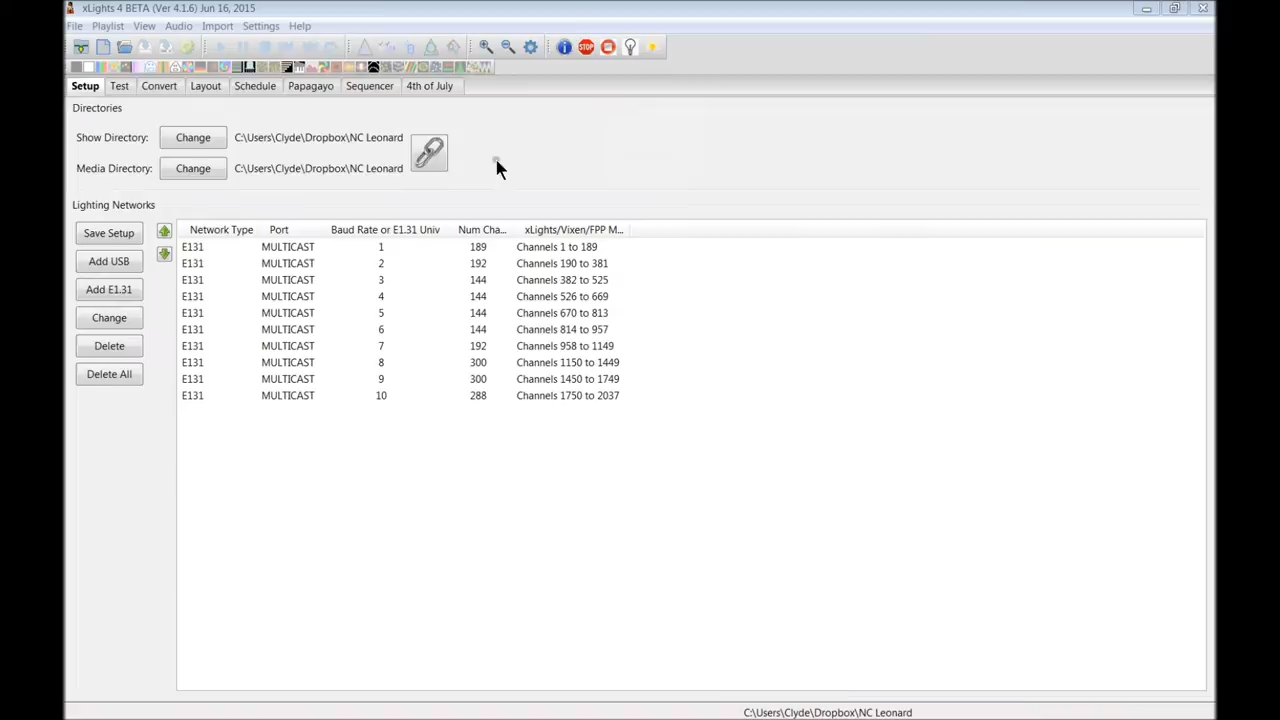 xLights 4 BETA (Ver 4.1.6) Jun 16, 2015
File Playlist View Audio Import Settings Help
STOP
Setup Test Convert Layout Schedule Papagayo Sequencer 4th of July
Directories
Show Directory: Change C:\Users\Clyde\Dropbox\NC Leonard
Media Directory: Change C:\Users\Clyde\Dropbox\NC Leonard
Lighting Networks
Save Setup
Add USB
Add E1.31
Change
Delete
Delete All
Network Type Port Baud Rate or E1.31 Univ Num Cha... xLights/Vixen/FPP M...
E131 MULTICAST 1 189 Channels 1 to 189
E131 MULTICAST 2 192 Channels 190 to 381
E131 MULTICAST 3 144 Channels 382 to 525
E131 MULTICAST 4 144 Channels 526 to 669
E131 MULTICAST 5 144 Channels 670 to 813
E131 MULTICAST 6 144 Channels 814 to 957
E131 MULTICAST 7 192 Channels 958 to 1149
E131 MULTICAST 8 300 Channels 1150 to 1449
E131 MULTICAST 9 300 Channels 1450 to 1749
E131 MULTICAST 10 288 Channels 1750 to 2037
C:\Users\Clyde\Dropbox\NC Leonard